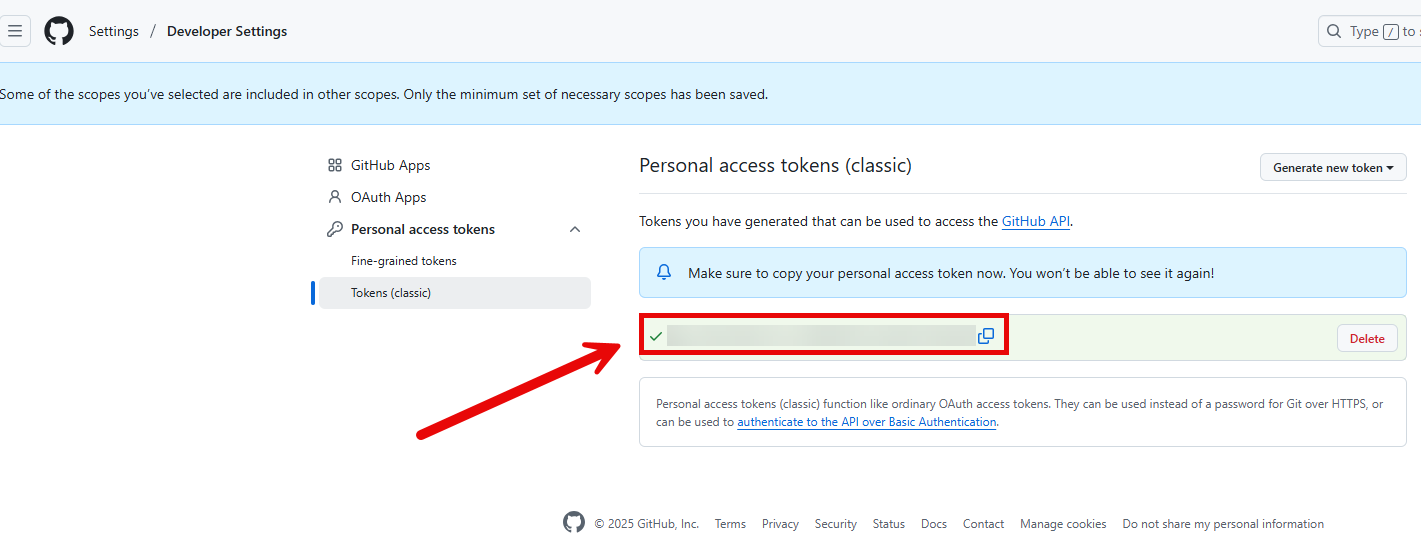 Settings / Developer Settings
Type / to s
Some of the scopes you've selected are included in other scopes. Only the minimum set of necessary scopes has been saved.
GitHub Apps
OAuth Apps
Personal access tokens
Fine-grained tokens
Tokens (classic)
Personal access tokens (classic)
Generate new token
Tokens you have generated that can be used to access the GitHub API.
Make sure to copy your personal access token now. You won't be able to see it again!
Delete
Personal access tokens (classic) function like ordinary OAuth access tokens. They can be used instead of a password for Git over HTTPS, or
can be used to authenticate to the API over Basic Authentication.
© 2025 GitHub, Inc. Terms Privacy Security Status Docs Contact Manage cookies Do not share my personal information